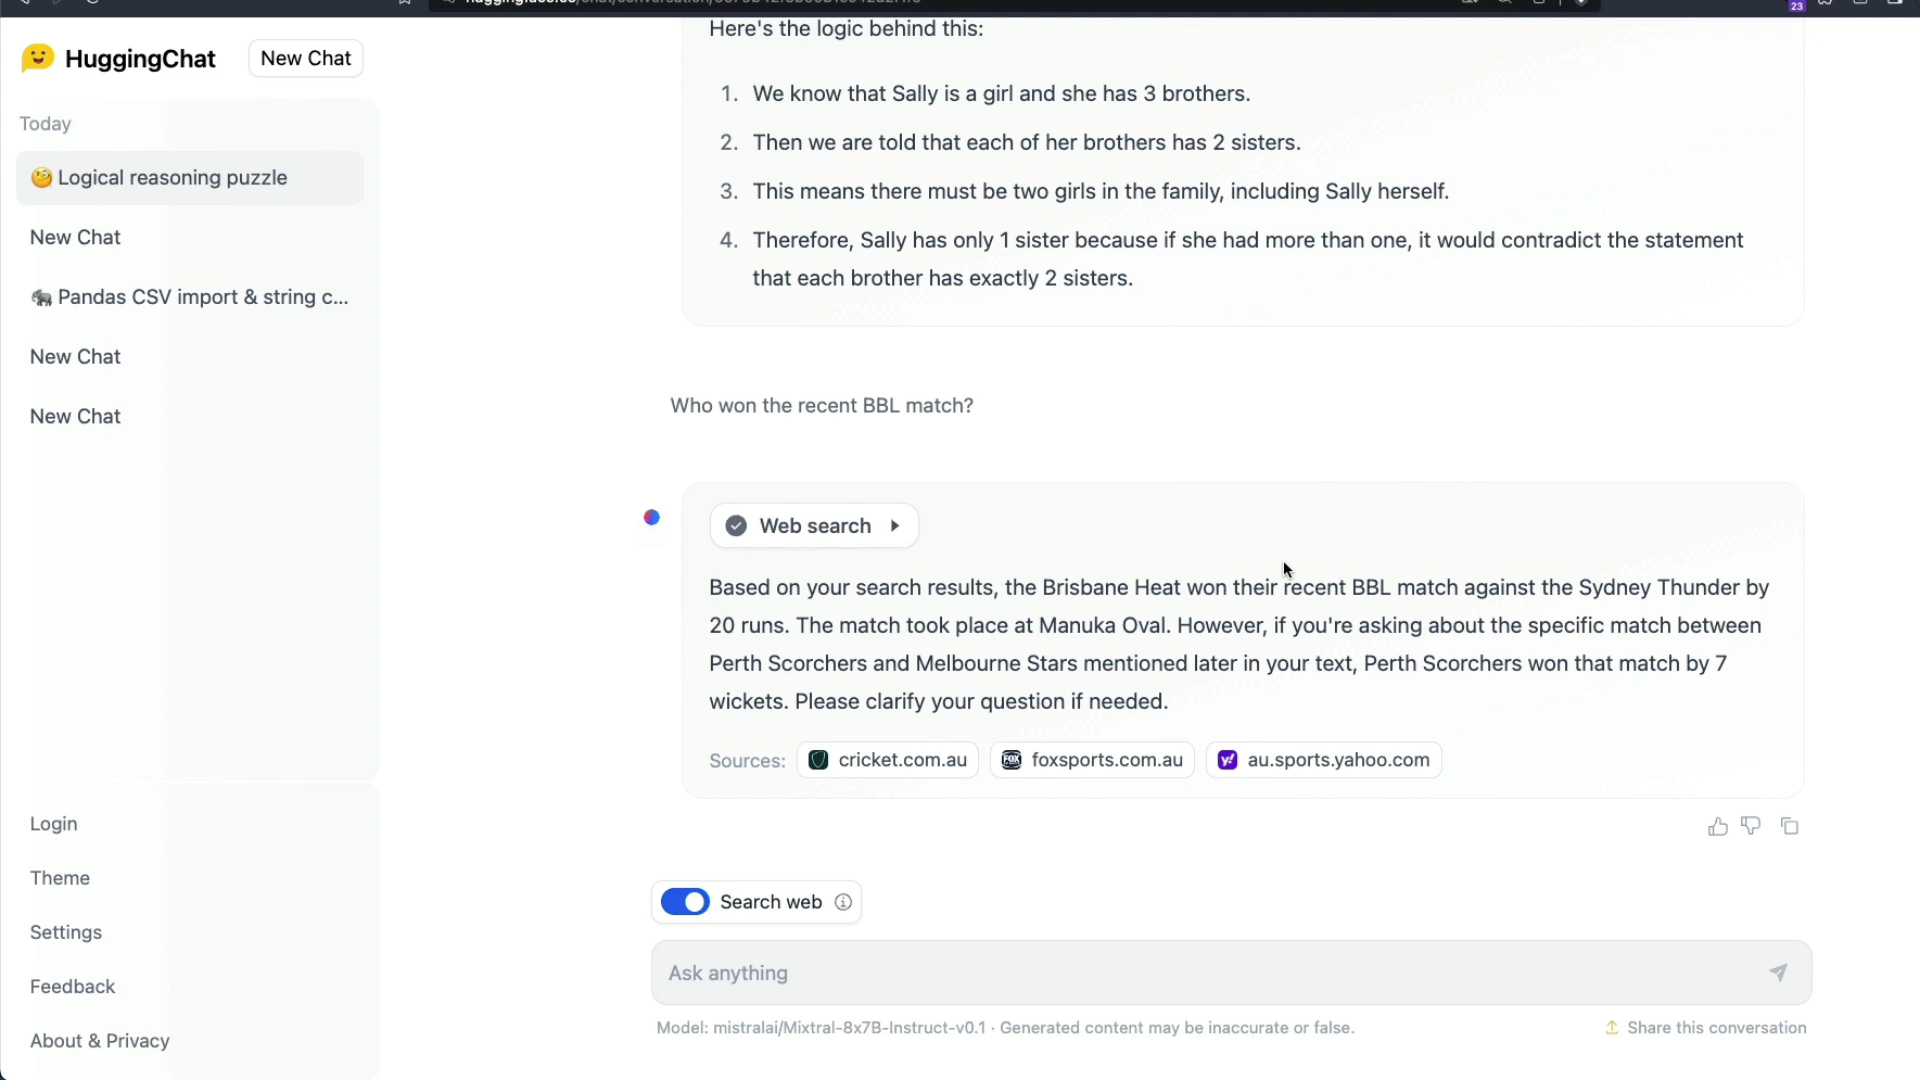 HuggingChat
New Chat
Today
Logical reasoning puzzle
New Chat
Pandas CSV import & string c...
New Chat
New Chat
Login
Theme
Settings
Feedback
About & Privacy
23
Here's the logic behind this:
1. We know that Sally is a girl and she has 3 brothers.
2. Then we are told that each of her brothers has 2 sisters.
3. This means there must be two girls in the family, including Sally herself.
4. Therefore, Sally has only 1 sister because if she had more than one, it would contradict the statement
that each brother has exactly 2 sisters.
Who won the recent BBL match?
Web search
Based on your search results, the Brisbane Heat won their recent BBL match against the Sydney Thunder by
20 runs. The match took place at Manuka Oval. However, if you're asking about the specific match between
Perth Scorchers and Melbourne Stars mentioned later in your text, Perth Scorchers won that match by 7
wickets. Please clarify your question if needed.
Sources: cricket.com.au foxsports.com.au au.sports.yahoo.com
Search web
Ask anything
Model: mistralai/Mixtral-8x7B-Instruct-v0.1 · Generated content may be inaccurate or false.
Share this conversation